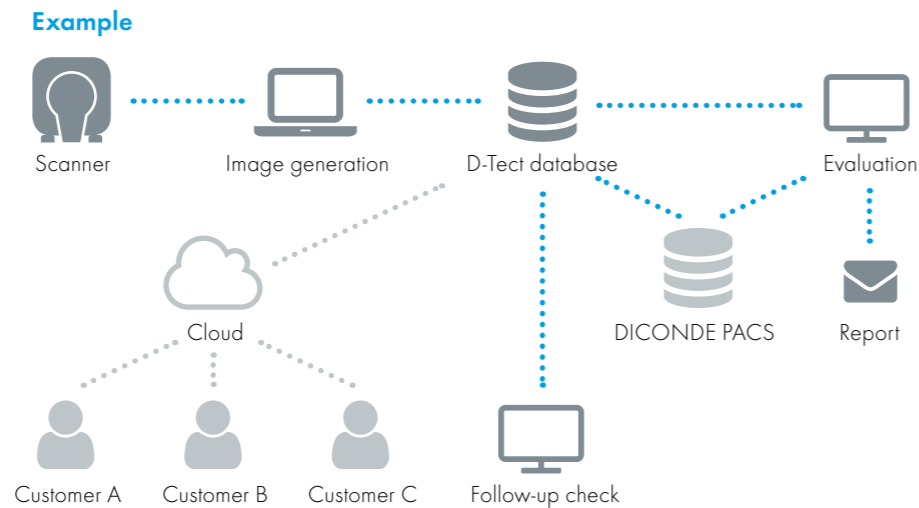 Example
Scanner
Image generation
D-Tect database
Evaluation
Cloud
DICONDE PACS
Report
Customer A
Customer B
Customer C
Follow-up check